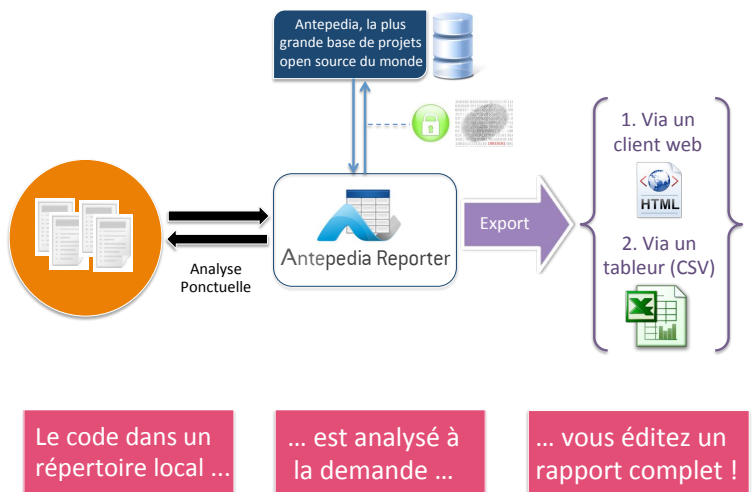 Antepedia, la plus
grande base de projets
open source du monde
1. Via un
client web
HTML
2. Via un
tableur (CSV)
Export
Antepedia Reporter
Analyse
Ponctuelle
Le code dans un
répertoire local ...
... est analysé à
la demande ...
... vous éditez un
rapport complet !